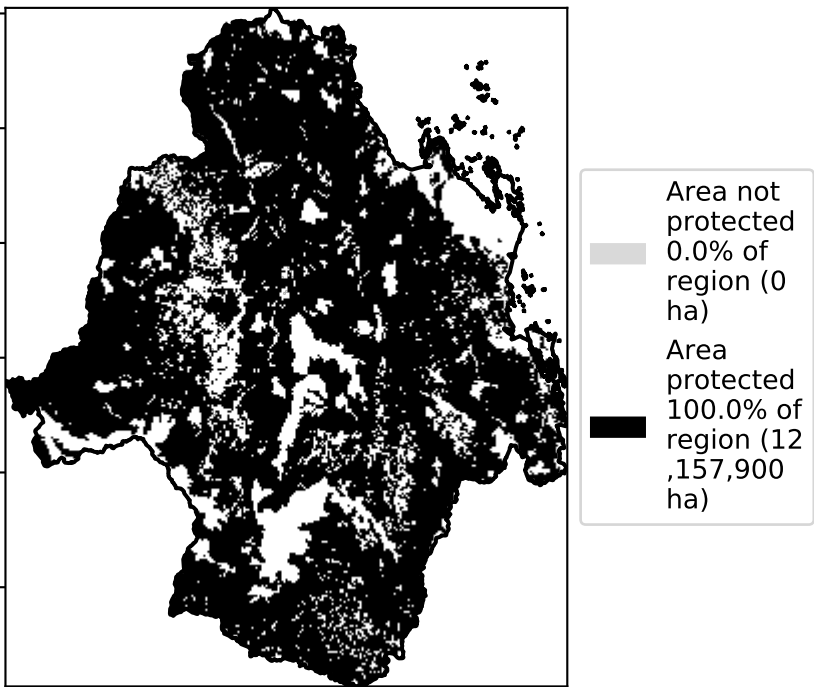 Area not
protected
0.0% of
region (0
ha)
Area
protected
100.0% of
region (12
,157,900
ha)